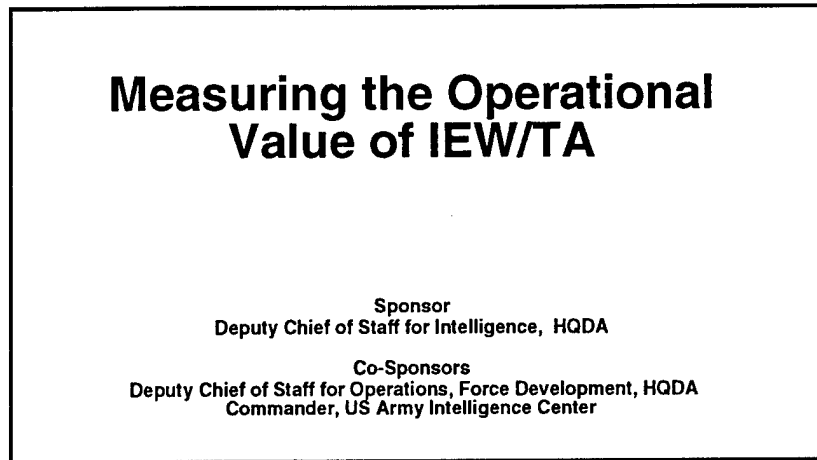 Measuring the Operational
Value of IEW/TA
Sponsor
Deputy Chief of Staff for Intelligence, HQDA
Co-Sponsors
Deputy Chief of Staff for Operations, Force Development, HQDA
Commander, US Army Intelligence Center